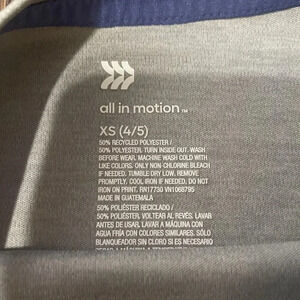 all in motion™
XS (4/5)
50% RECYCLED POLYESTER /
50% POLYESTER. TURN INSIDE OUT. WASH
BEFORE WEAR. MACHINE WASH COLD WITH
LIKE COLORS. ONLY NON-CHLORINE BLEACH
IF NEEDED. TUMBLE DRY LOW. REMOVE
PROMPTLY. COOL IRON IF NEEDED. DO NOT
IRON ON PRINT. RN17730 VN1068795
MADE IN GUATEMALA
50% POLIÉSTER RECICLADO /
50% POLIÉSTER. VOLTEAR AL REVÉS. LAVAR
ANTES DE USAR. LAVAR A MÁQUINA CON
AGUA FRÍA CON COLORES SIMILARES. SÓLO
BLANQUEADOR SIN CLORO SI ES NECESARIO